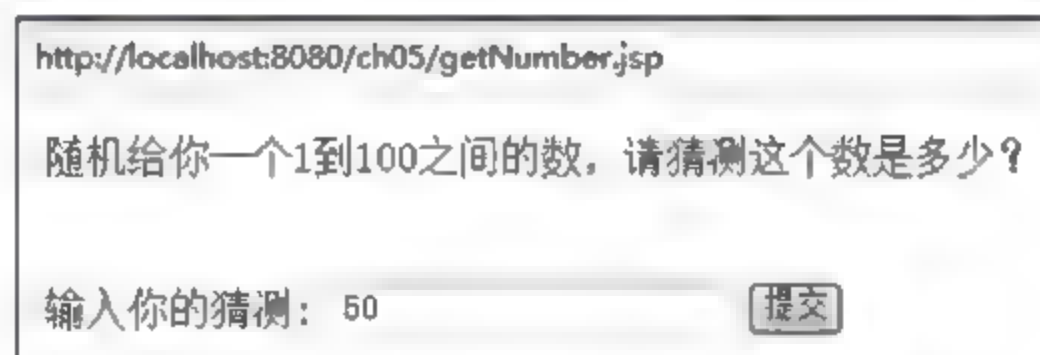 http://localhost:8080/ch05/getNumber.jsp
随机给你一个1到100之间的数，请猜测这个数是多少？
输入你的猜测： 50 提交